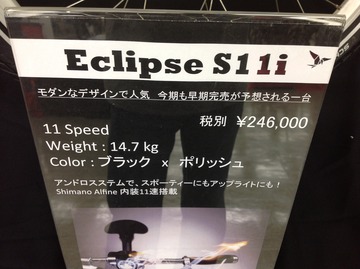 Eclipse S11i
モダンなデザインで人気 今期も早期完売が予想される一台
税別 ¥246,000
11 Speed
Weight : 14.7 kg
Color : ブラック x ポリッシュ
アンドロスステムで、スポーティーにもアップライトにも！
Shimano Alfine 内装11速搭載